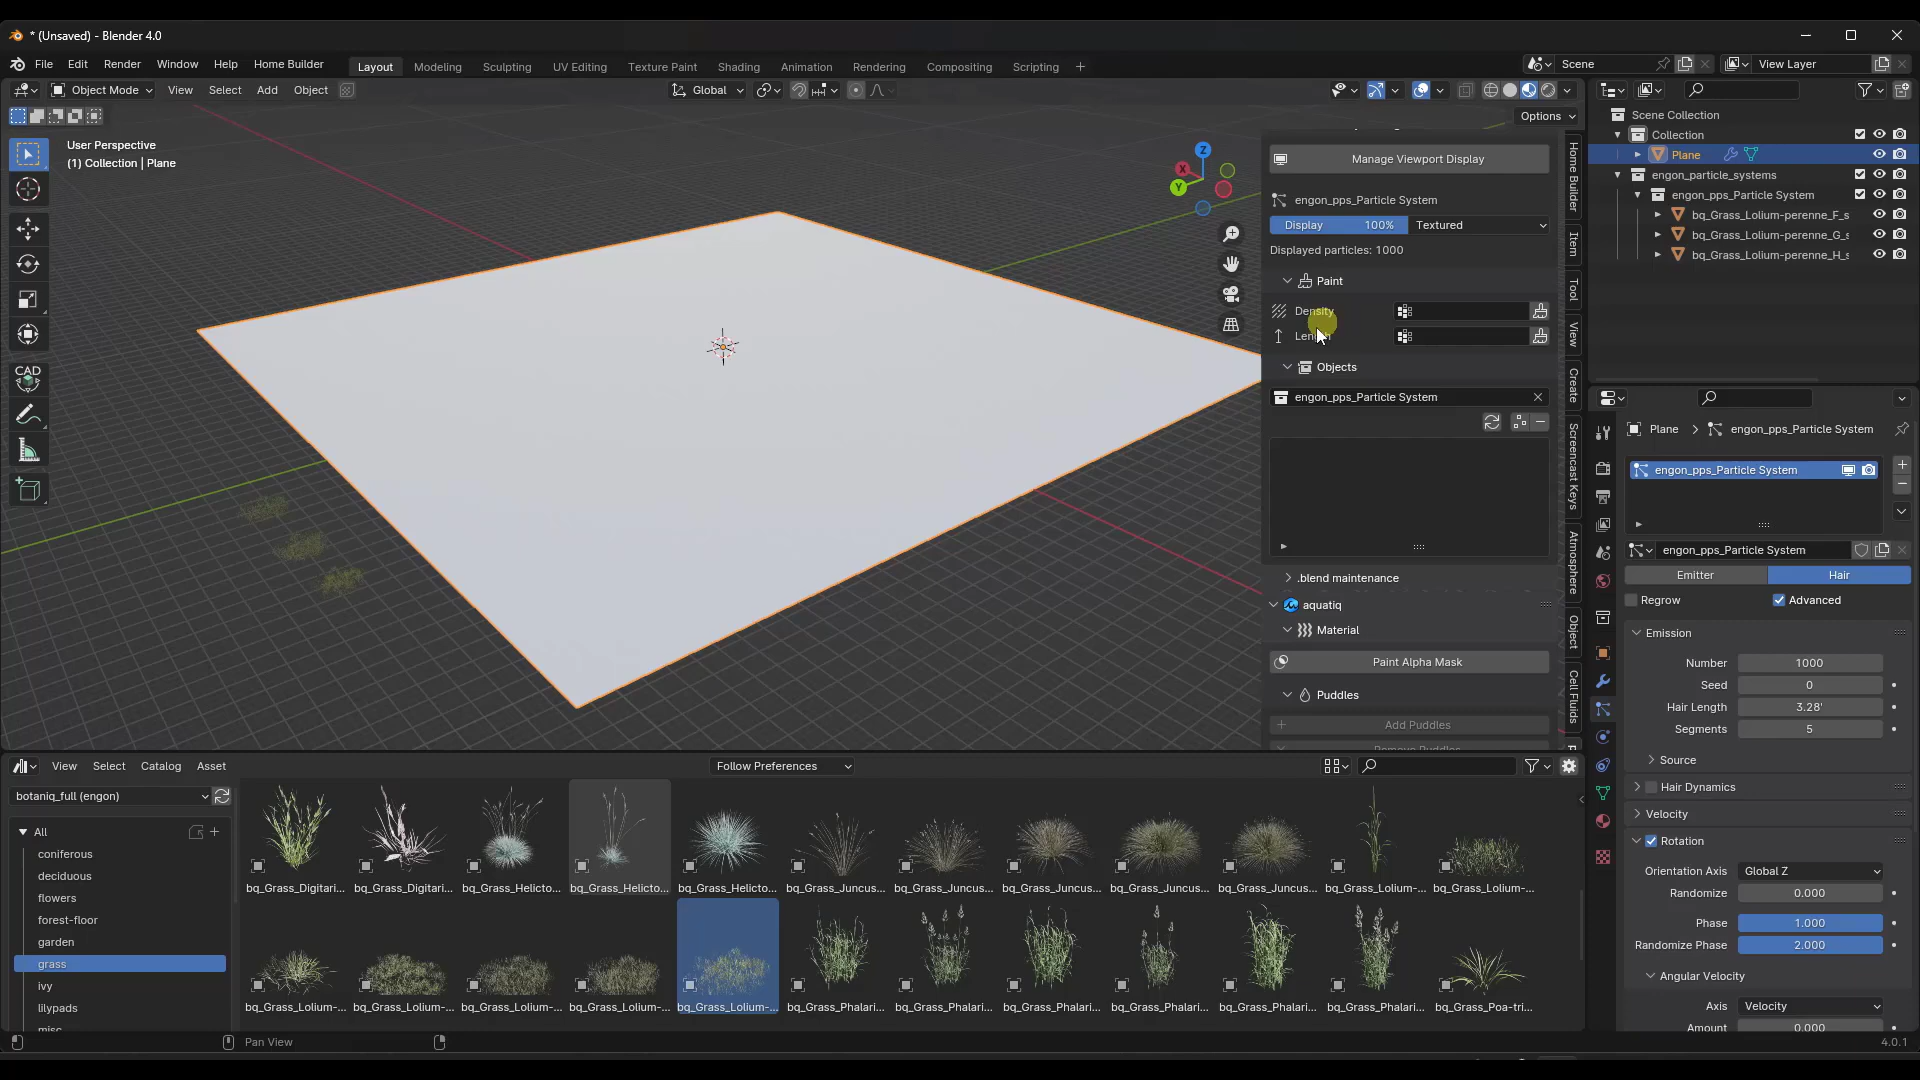 * (Unsaved) - Blender 4.0
File Edit Render Window Help Home Builder Layout Modeling Sculpting UV Editing Texture Paint Shading Animation Rendering Compositing Scripting Scene View Layer
Object Mode View Select Add Object Global
Options
User Perspective
(1) Collection | Plane
Z
X
Y
CAD
Manage Viewport Display
engon_pps_Particle System
Display 100% Textured
Displayed particles: 1000
Paint
Density
Length
Objects
engon_pps_Particle System
.blend maintenance
aquatiq
Material
Paint Alpha Mask
Puddles
Add Puddles
Remove Puddles
Home Builder
Item
Tool
View
Create
Screencast Keys
Atmosphere
Object
Cell Fluids
Scene Collection
Collection
Plane
engon_particle_systems
engon_pps_Particle System
bq_Grass_Lolium-perenne_F_s
bq_Grass_Lolium-perenne_G_s
bq_Grass_Lolium-perenne_H_s
Plane > engon_pps_Particle System
engon_pps_Particle System
engon_pps_Particle System
Emitter Hair
Regrow Advanced
Emission
Number 1000
Seed 0
Hair Length 3.28'
Segments 5
Source
Hair Dynamics
Velocity
Rotation
Orientation Axis Global Z
Randomize 0.000
Phase 1.000
Randomize Phase 2.000
Angular Velocity
Axis Velocity
Amount 0.000
View Select Catalog Asset Follow Preferences
botaniq_full (engon)
All
coniferous
deciduous
flowers
forest-floor
garden
grass
ivy
lilypads
misc
bq_Grass_Digitari... bq_Grass_Digitari... bq_Grass_Helicto... bq_Grass_Helicto... bq_Grass_Helicto... bq_Grass_Juncus... bq_Grass_Juncus... bq_Grass_Juncus... bq_Grass_Juncus... bq_Grass_Juncus... bq_Grass_Lolium-... bq_Grass_Lolium-...
bq_Grass_Lolium-... bq_Grass_Lolium-... bq_Grass_Lolium-... bq_Grass_Lolium-... bq_Grass_Lolium-... bq_Grass_Phalari... bq_Grass_Phalari... bq_Grass_Phalari... bq_Grass_Phalari... bq_Grass_Phalari... bq_Grass_Phalari... bq_Grass_Poa-tri...
Pan View
4.0.1